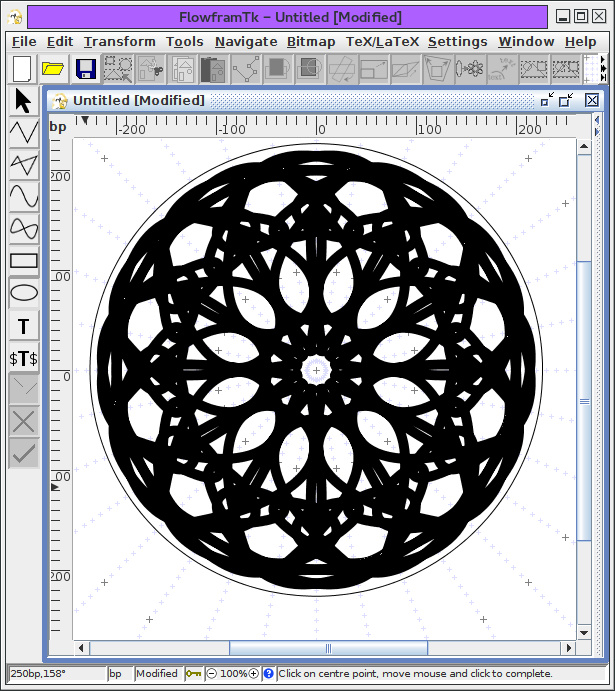 FlowframTk – Untitled [Modified]
File Edit Transform Tools Navigate Bitmap TeX/LaTeX Settings Window Help
Untitled [Modified]
bp -200 -100 0 100 200
200
100
0
100
200
T
$T$
250bp,158° bp Modified 100% Click on centre point, move mouse and click to complete.